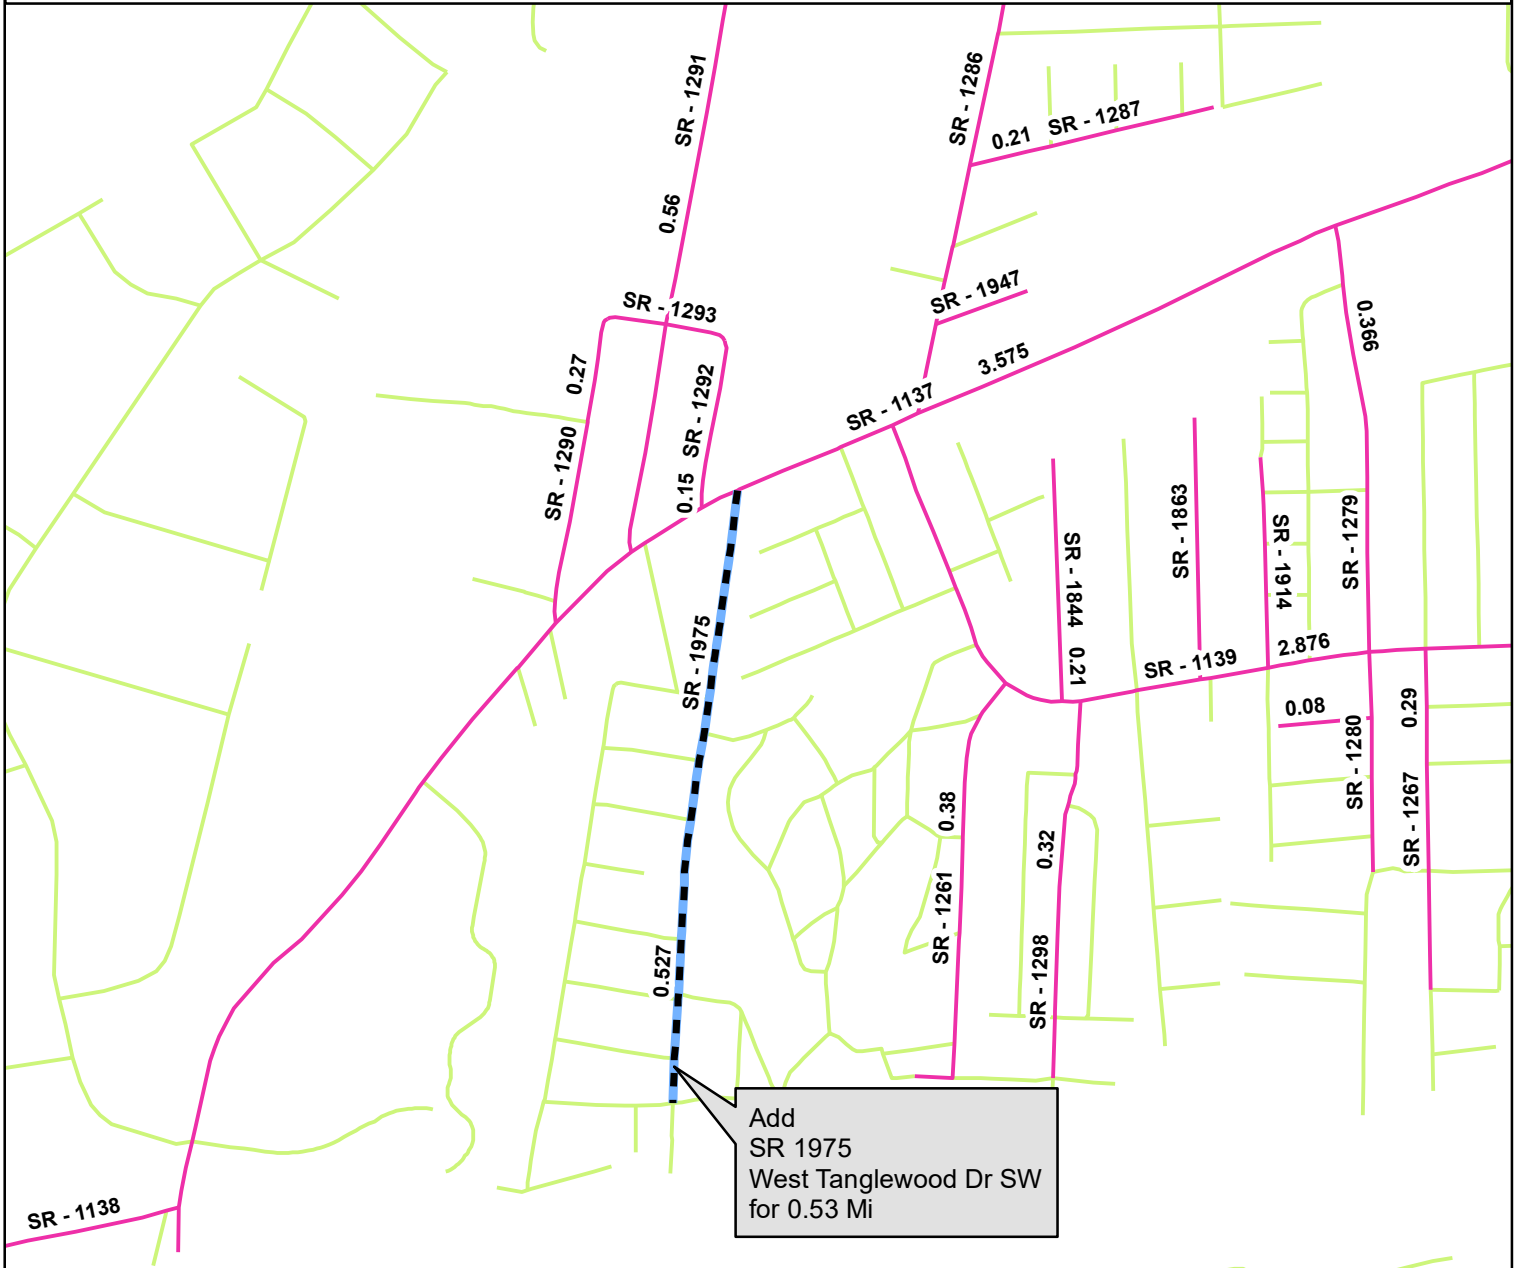 SR - 1291
SR - 1286
0.21
SR - 1287
0.56
SR - 1947
SR - 1293
0.366
3.575
0.27
SR - 1292
SR - 1137
SR - 1290
0.15
SR - 1863
SR - 1914
SR - 1279
SR - 1844
0.21
SR - 1975
2.876
SR - 1139
0.08
0.29
SR - 1280
SR - 1267
0.38
0.32
SR - 1261
0.527
SR - 1298
Add
SR 1975
West Tanglewood Dr SW
for 0.53 Mi
SR - 1138